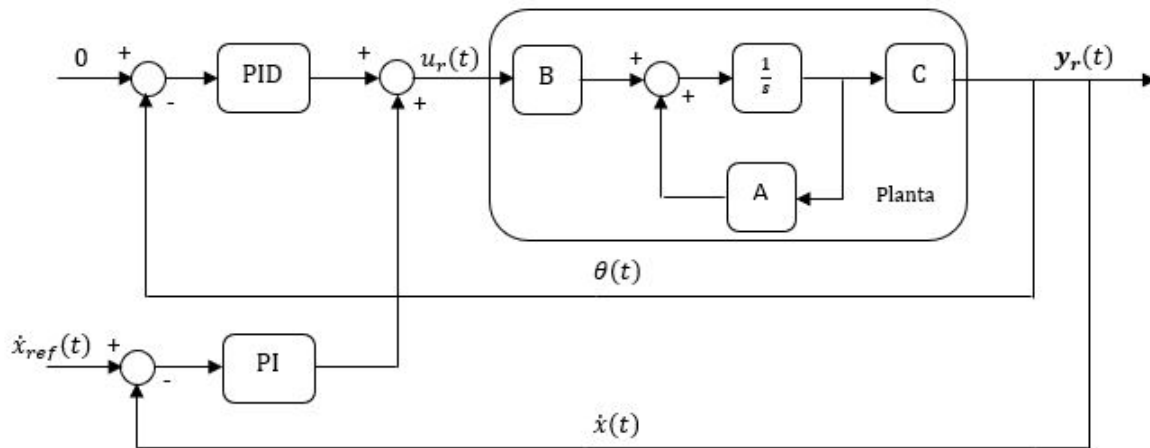 0
+
-
PID
+
+
u_r(t)
B
+
+
1/s
C
A
Planta
y_r(t)
θ(t)
ẋ_ref(t)
+
-
PI
ẋ(t)